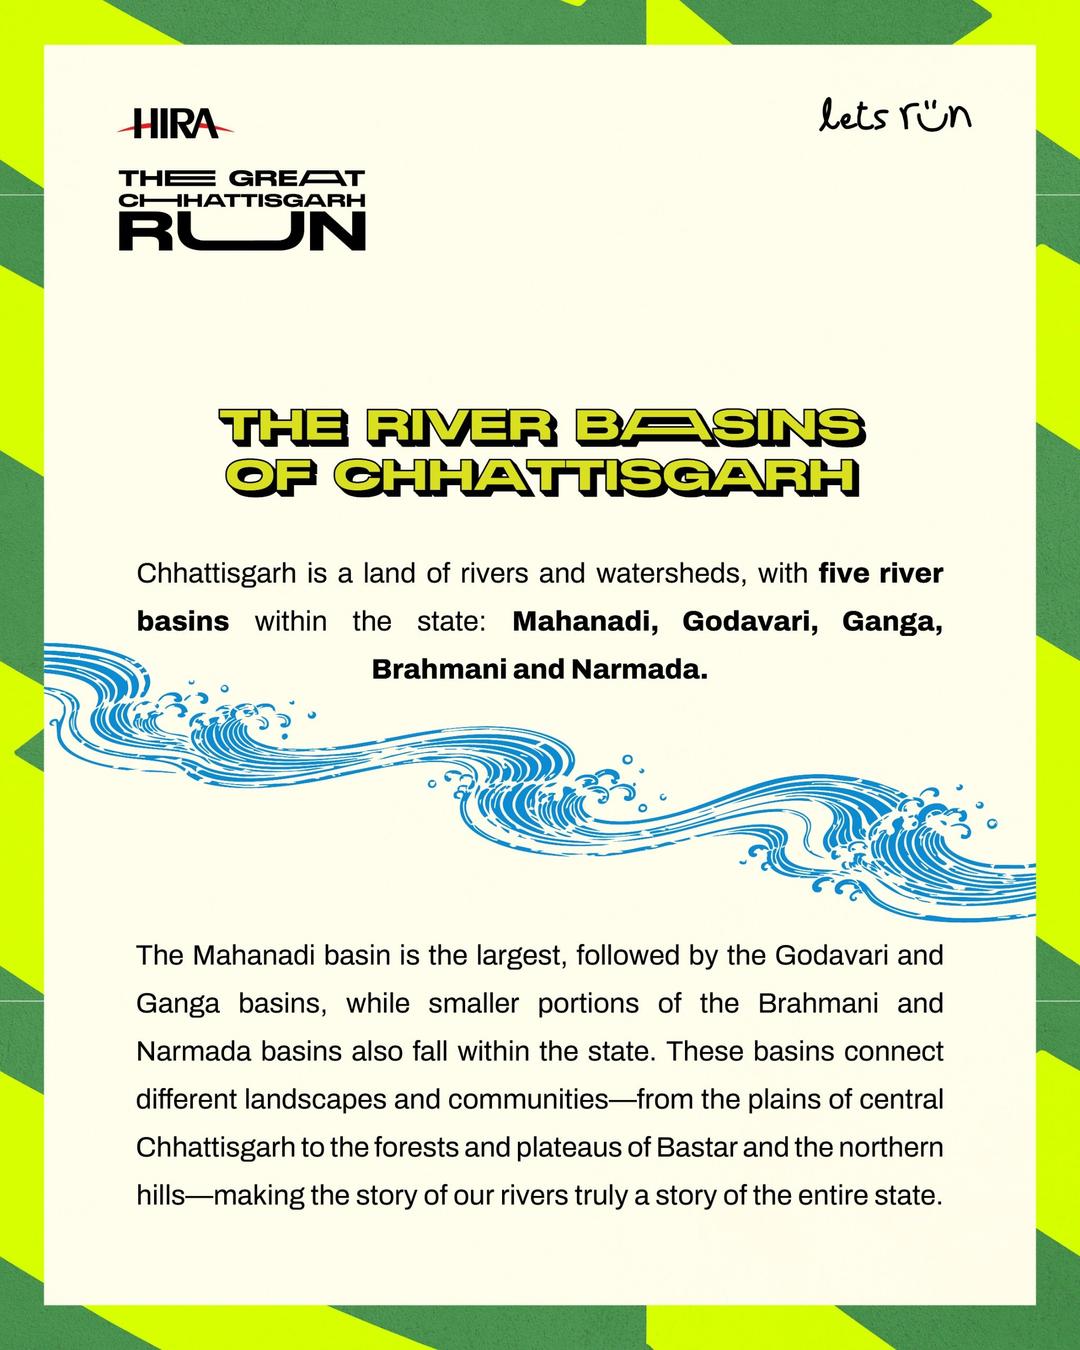 HIRA
lets run
THE GREAT
CHHATTISGARH
RUN
THE RIVER BASINS
OF CHHATTISGARH
Chhattisgarh is a land of rivers and watersheds, with five river
basins within the state: Mahanadi, Godavari, Ganga,
Brahmani and Narmada.
The Mahanadi basin is the largest, followed by the Godavari and
Ganga basins, while smaller portions of the Brahmani and
Narmada basins also fall within the state. These basins connect
different landscapes and communities—from the plains of central
Chhattisgarh to the forests and plateaus of Bastar and the northern
hills—making the story of our rivers truly a story of the entire state.